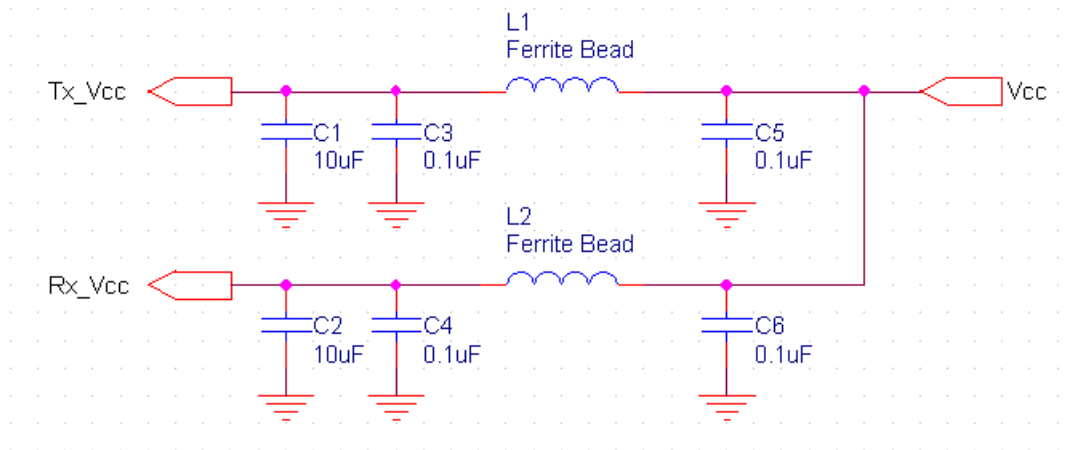 L1
Ferrite Bead
Tx_Vcc
Vcc
C1
10uF
C3
0.1uF
C5
0.1uF
L2
Ferrite Bead
Rx_Vcc
C2
10uF
C4
0.1uF
C6
0.1uF